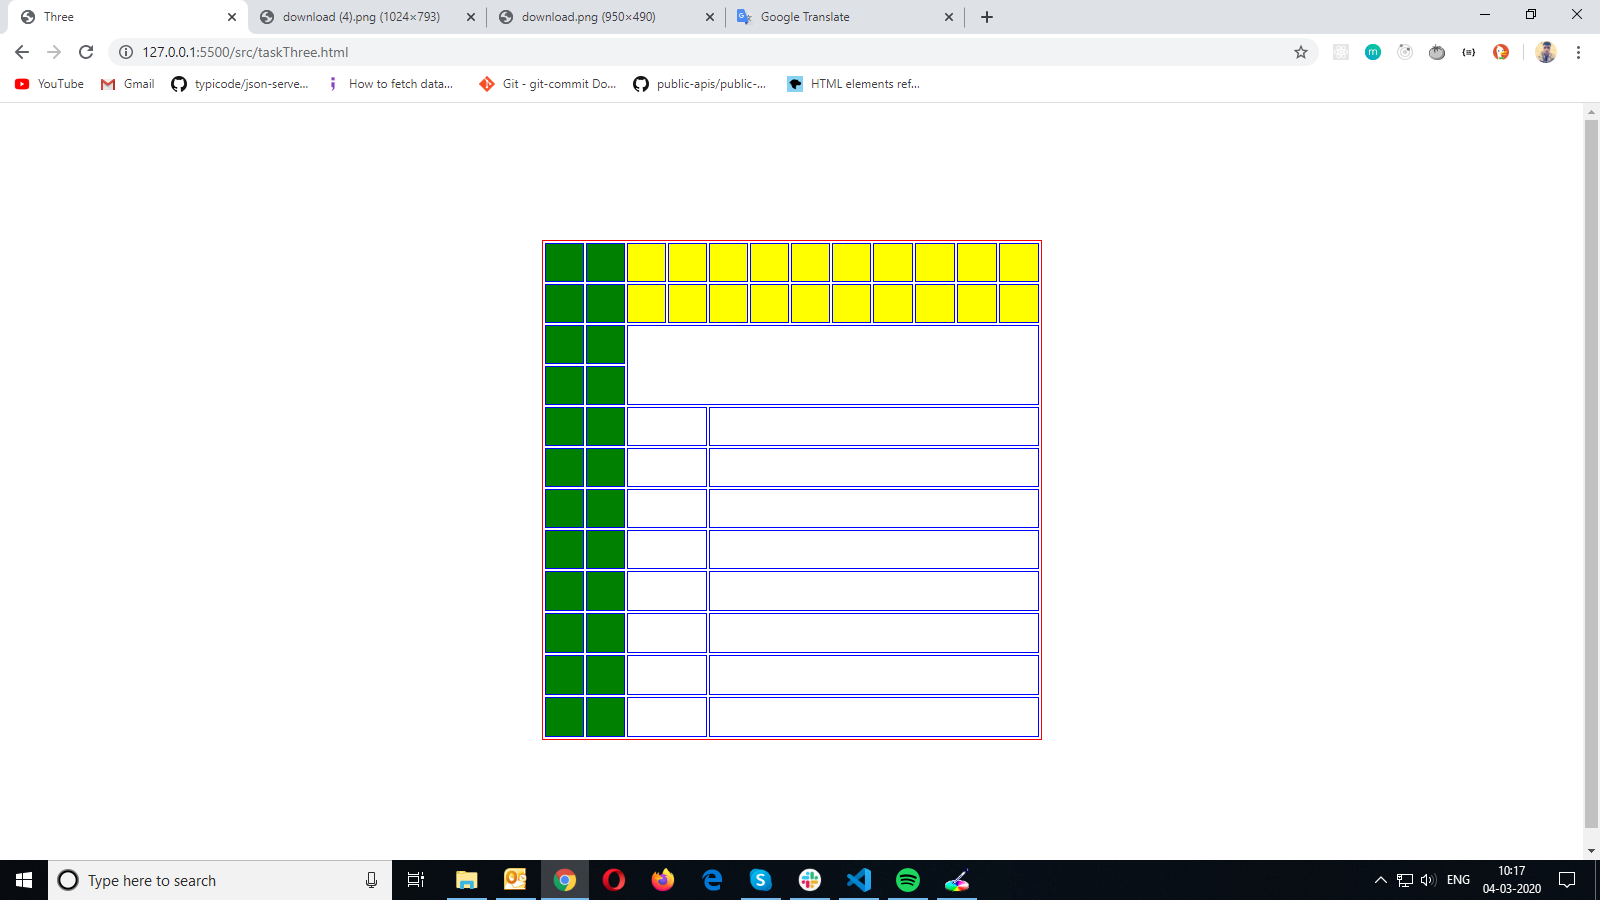 Three
download (4).png (1024×793)
download.png (950×490)
Google Translate
127.0.0.1:5500/src/taskThree.html
YouTube
Gmail
typicode/json-serve...
How to fetch data...
Git - git-commit Do...
public-apis/public-...
HTML elements ref...
Type here to search
ENG
10:17
04-03-2020